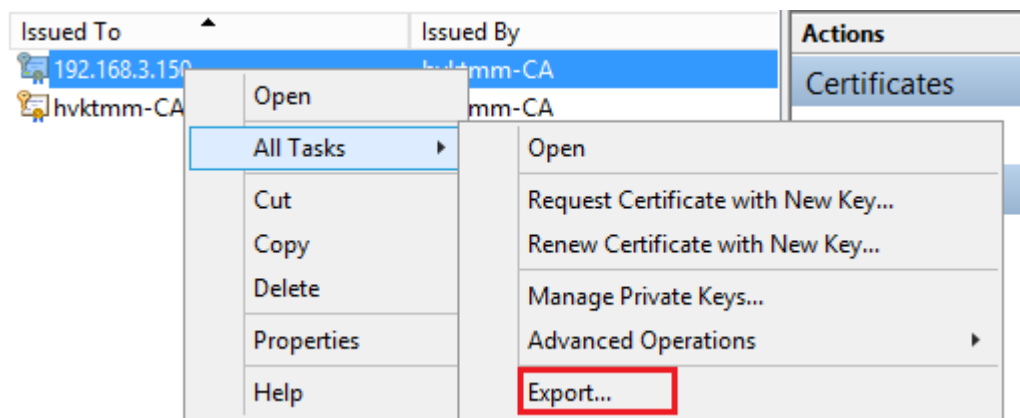 Issued To
Issued By
Actions
192.168.3.150
mm-CA
Certificates
hvktmm-CA
mm-CA
Open
All Tasks
Cut
Copy
Delete
Properties
Help
Open
Request Certificate with New Key...
Renew Certificate with New Key...
Manage Private Keys...
Advanced Operations
Export...